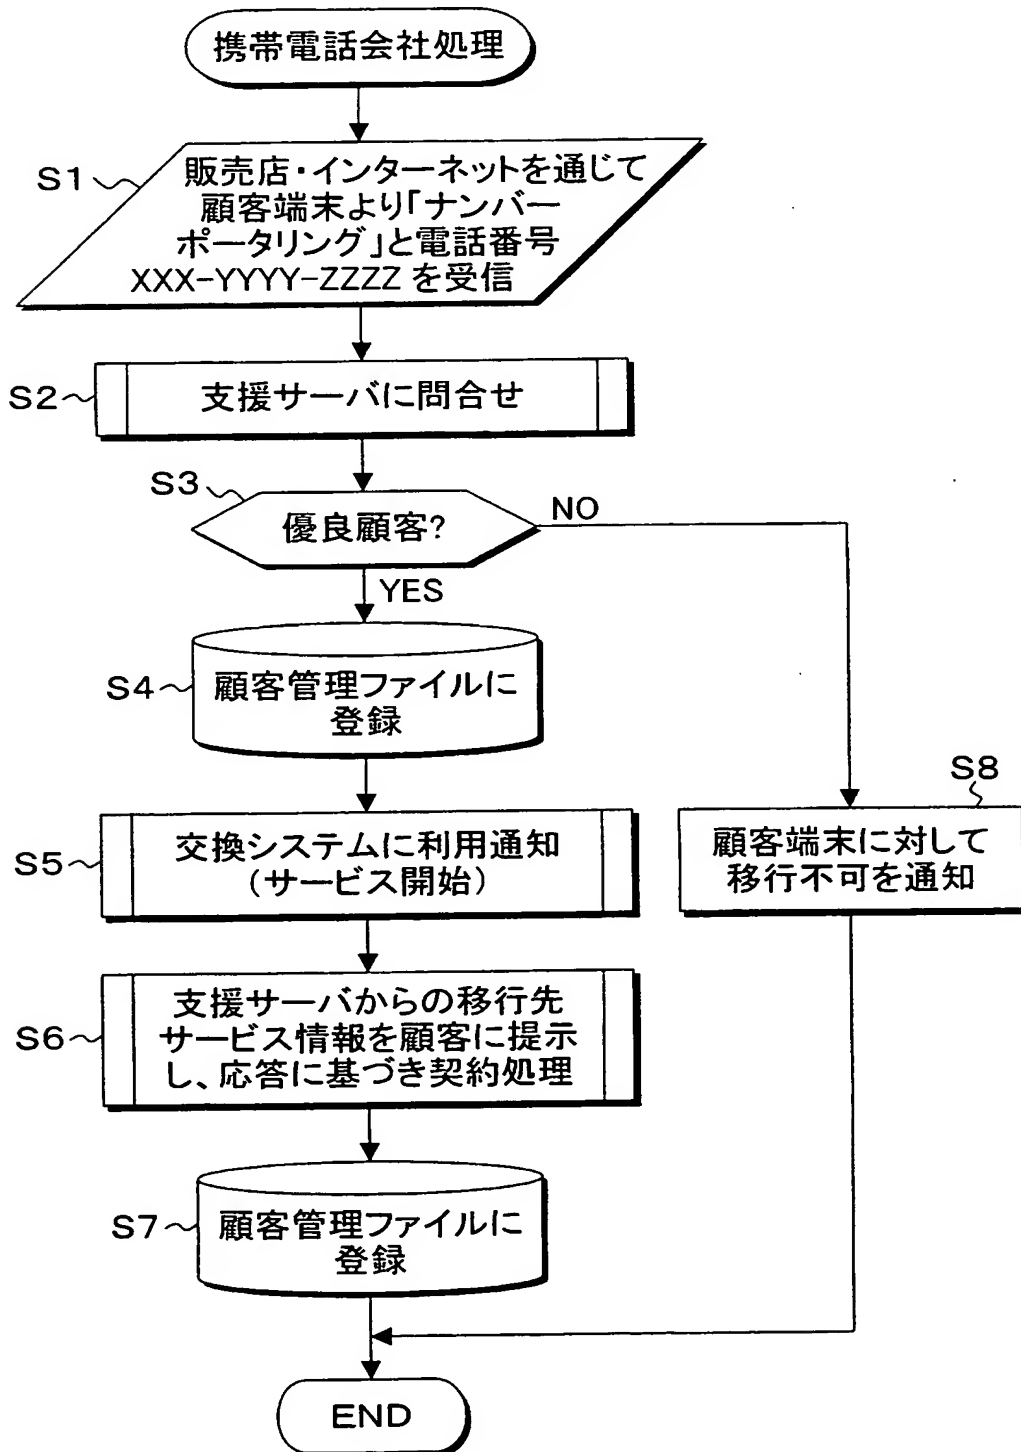 携帯電話会社処理
S1
販売店・インターネットを通じて
顧客端末より「ナンバー
ポータリング」と電話番号
XXX-YYYY-ZZZZ を受信
S2
支援サーバに問合せ
S3
優良顧客?
NO
YES
S4
顧客管理ファイルに
登録
S5
交換システムに利用通知
(サービス開始)
S8
顧客端末に対して
移行不可を通知
S6
支援サーバからの移行先
サービス情報を顧客に提示
し、応答に基づき契約処理
S7
顧客管理ファイルに
登録
END